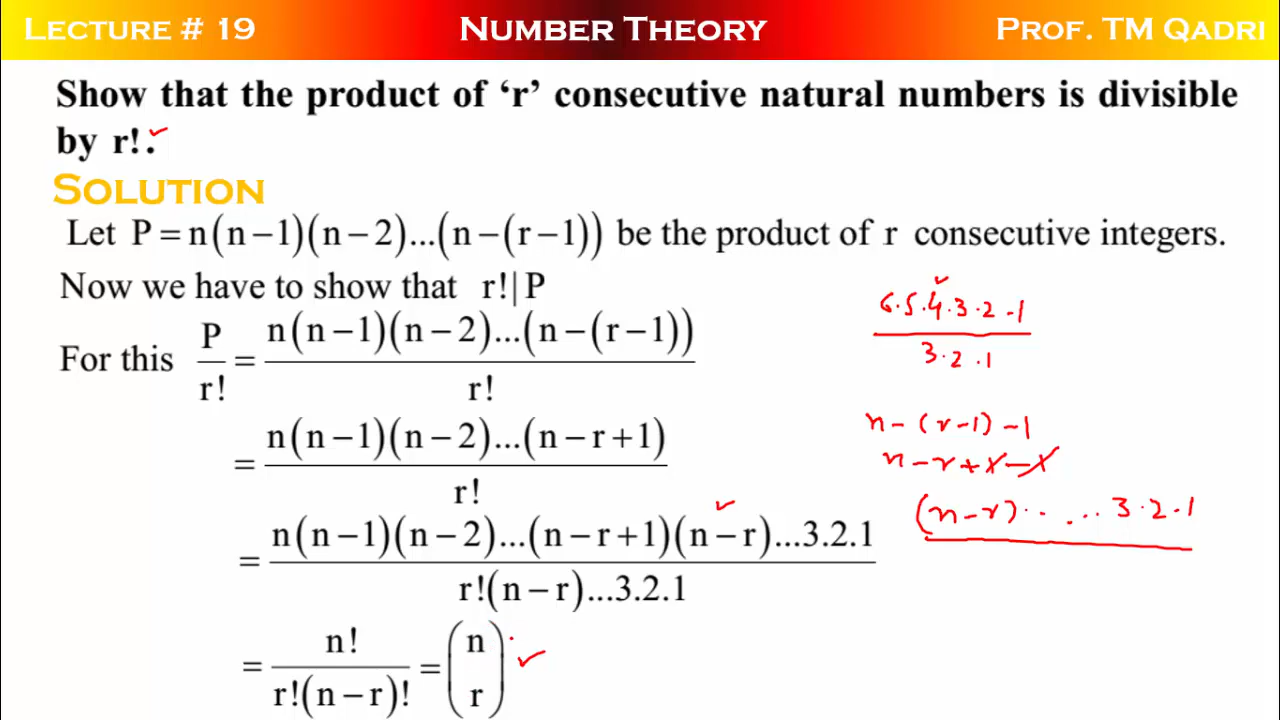 LECTURE # 19 NUMBER THEORY PROF. TM QADRI
Show that the product of ‘r’ consecutive natural numbers is divisible
by r!.
SOLUTION
Let P = n(n−1)(n−2)...(n−(r−1)) be the product of r consecutive integers.
Now we have to show that r!|P
For this P/r! = n(n−1)(n−2)...(n−(r−1))/r!
= n(n−1)(n−2)...(n−r+1)/r!
= n(n−1)(n−2)...(n−r+1)(n−r)...3.2.1/r!(n−r)...3.2.1
= n!/r!(n−r)! = (n r)
6.5.4.3.2.1
3.2.1
n−(r−1)−1
n−r+1−1
(n−r)......3.2.1